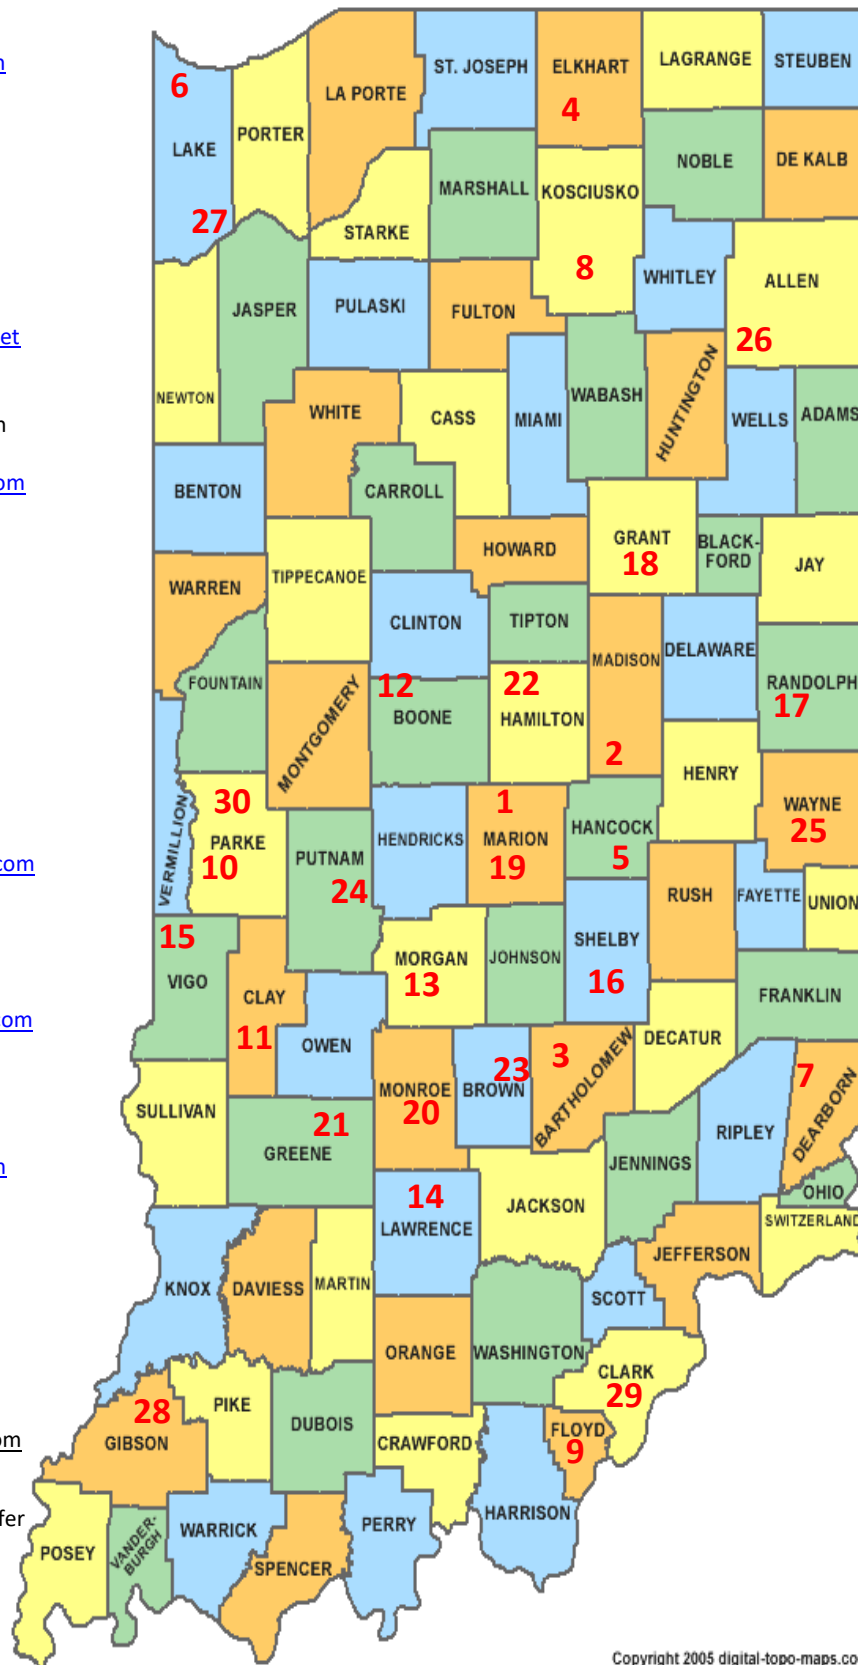 n
6
LAKE
27
PORTER
LA PORTE
ST. JOSEPH
ELKHART
4
LAGRANGE
STEUBEN
NOBLE
DE KALB
MARSHALL
KOSCIUSKO
8
STARKE
WHITLEY
ALLEN
26
JASPER
PULASKI
FULTON
et
NEWTON
WHITE
CASS
MIAMI
WABASH
HUNTINGTON
WELLS
ADAMS
n
om
BENTON
CARROLL
HOWARD
GRANT
18
BLACK-
FORD
JAY
WARREN
TIPPECANOE
CLINTON
TIPTON
MADISON
2
DELAWARE
RANDOLPH
17
FOUNTAIN
MONTGOMERY
12
BOONE
22
HAMILTON
HENRY
VERMILLION
30
PARKE
10
PUTNAM
24
HENDRICKS
1
MARION
19
HANCOCK
5
WAYNE
25
com
RUSH
FAYETTE
UNION
15
VIGO
CLAY
11
MORGAN
13
JOHNSON
SHELBY
16
FRANKLIN
com
OWEN
MONROE
20
BROWN
23
3
BARTHOLOMEW
DECATUR
7
DEARBORN
SULLIVAN
21
GREENE
RIPLEY
JENNINGS
OHIO
SWITZERLAND
n
14
LAWRENCE
JACKSON
JEFFERSON
KNOX
DAVIESS
MARTIN
SCOTT
ORANGE
WASHINGTON
CLARK
29
28
GIBSON
PIKE
DUBOIS
CRAWFORD
FLOYD
9
om
HARRISON
fer
POSEY
VANDER-
BURGH
WARRICK
SPENCER
PERRY
Copyright 2005 digital-topo-maps.co